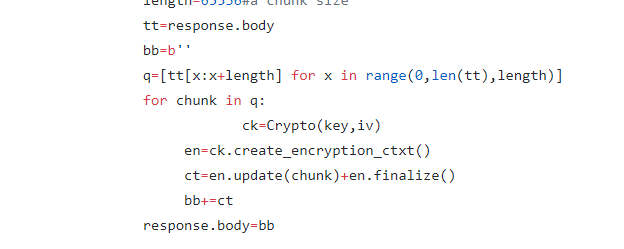 length=65536#a chunk size
tt=response.body
bb=b''
q=[tt[x:x+length] for x in range(0,len(tt),length)]
for chunk in q:
ck=Crypto(key,iv)
en=ck.create_encryption_ctxt()
ct=en.update(chunk)+en.finalize()
bb+=ct
response.body=bb